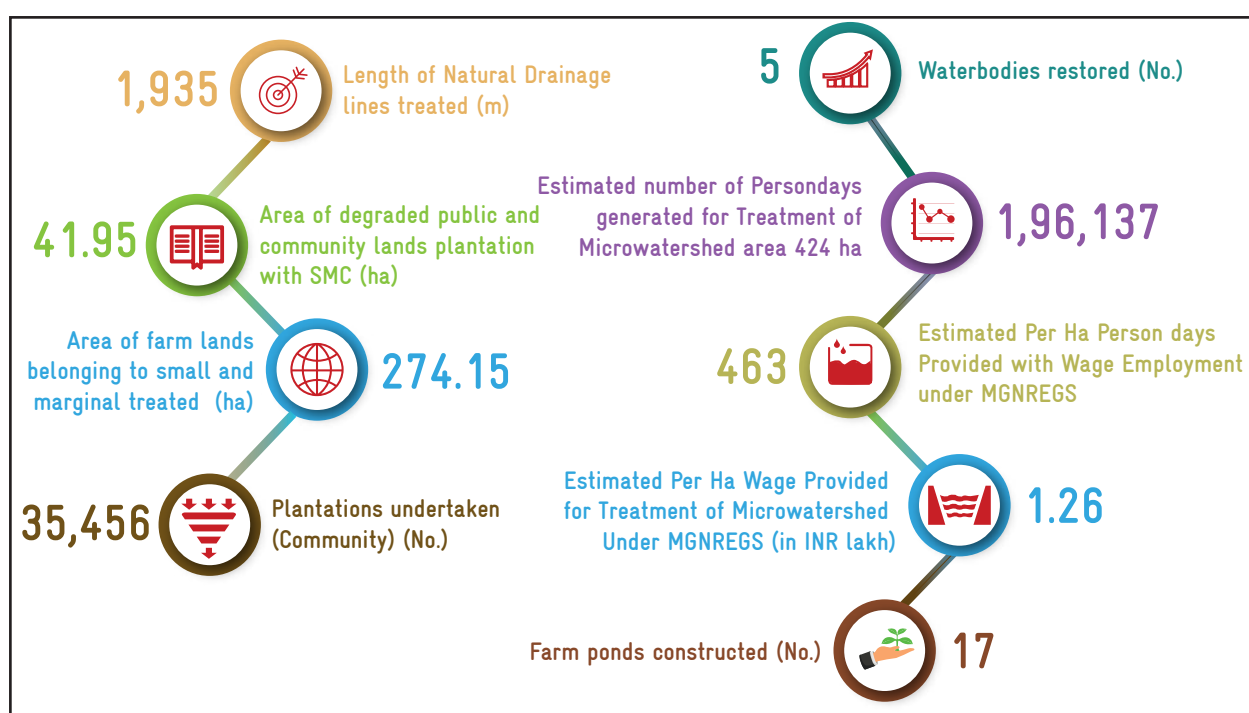 1,935
Length of Natural Drainage
lines treated (m)
41.95
Area of degraded public and
community lands plantation
with SMC (ha)
Area of farm lands
belonging to small and
marginal treated (ha)
274.15
35,456
Plantations undertaken
(Community) (No.)
5
Waterbodies restored (No.)
Estimated number of Persondays
generated for Treatment of
Microwatershed area 424 ha
1,96,137
463
Estimated Per Ha Person days
Provided with Wage Employment
under MGNREGS
Estimated Per Ha Wage Provided
for Treatment of Microwatershed
Under MGNREGS (in INR lakh)
1.26
Farm ponds constructed (No.)
17